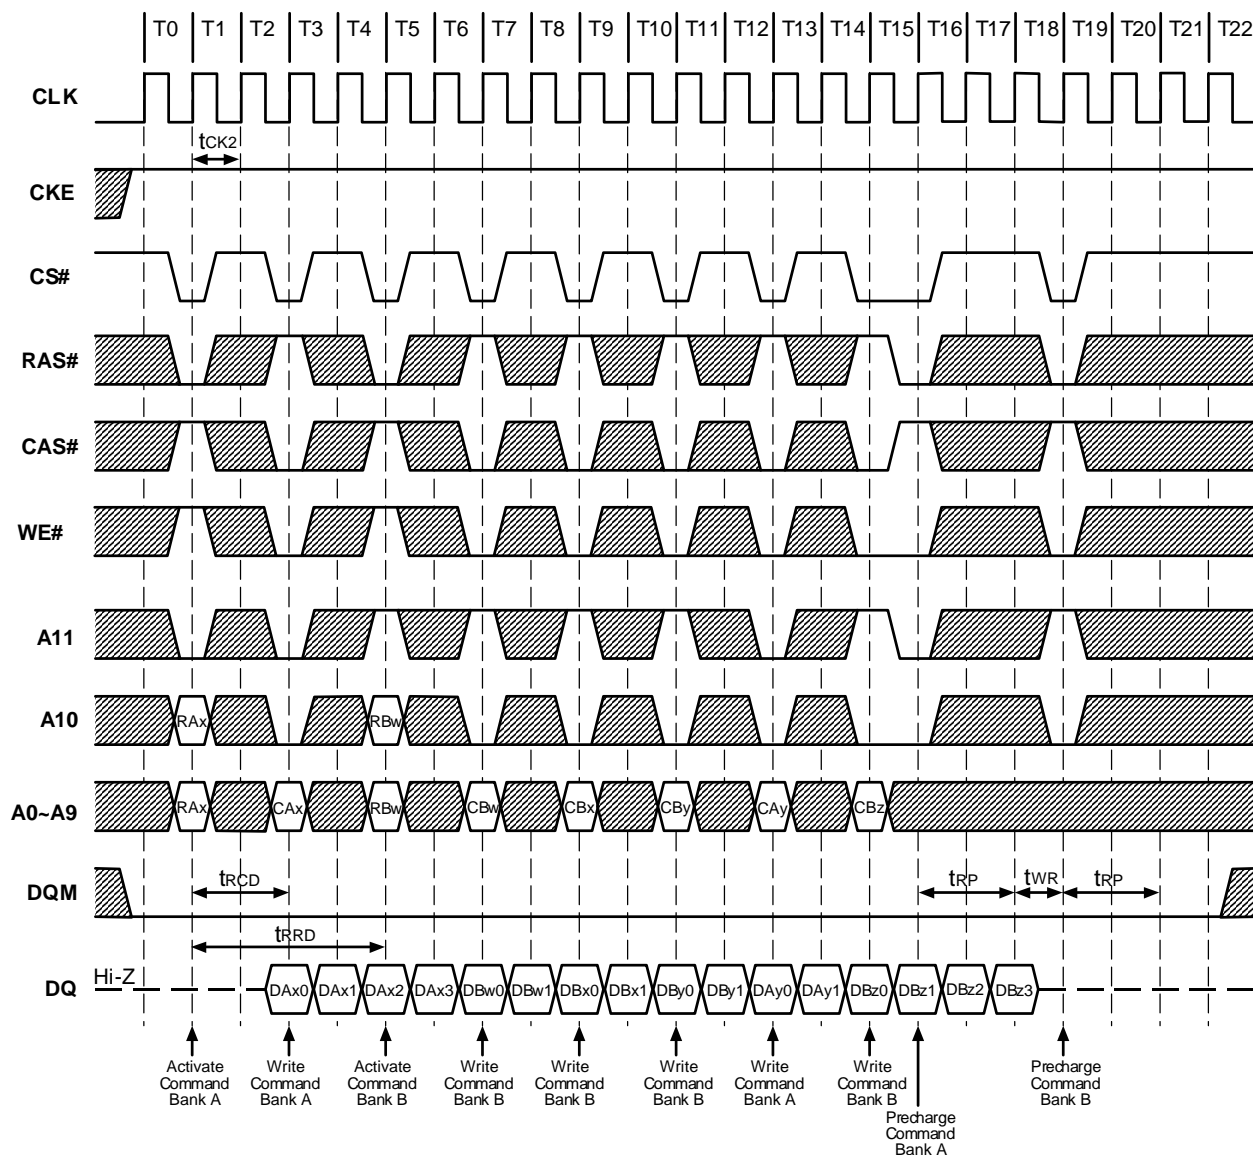 T0 T1 T2 T3 T4 T5 T6 T7 T8 T9 T10 T11 T12 T13 T14 T15 T16 T17 T18 T19 T20 T21 T22
CLK
tCK2
CKE
CS#
RAS#
CAS#
WE#
A11
A10 RAx RBw
A0~A9 RAx CAx RBw CBw CBx CBy CAy CBz
DQM tRCD tRP tWR tRP
tRRD
DQ Hi-Z DAx0 DAx1 DAx2 DAx3 DBw0 DBw1 DBx0 DBx1 DBy0 DBy1 DAy0 DAy1 DBz0 DBz1 DBz2 DBz3
Activate
Command
Bank A
Write
Command
Bank A
Activate
Command
Bank B
Write
Command
Bank B
Write
Command
Bank B
Write
Command
Bank B
Write
Command
Bank A
Write
Command
Bank B
Precharge
Command
Bank A
Precharge
Command
Bank B